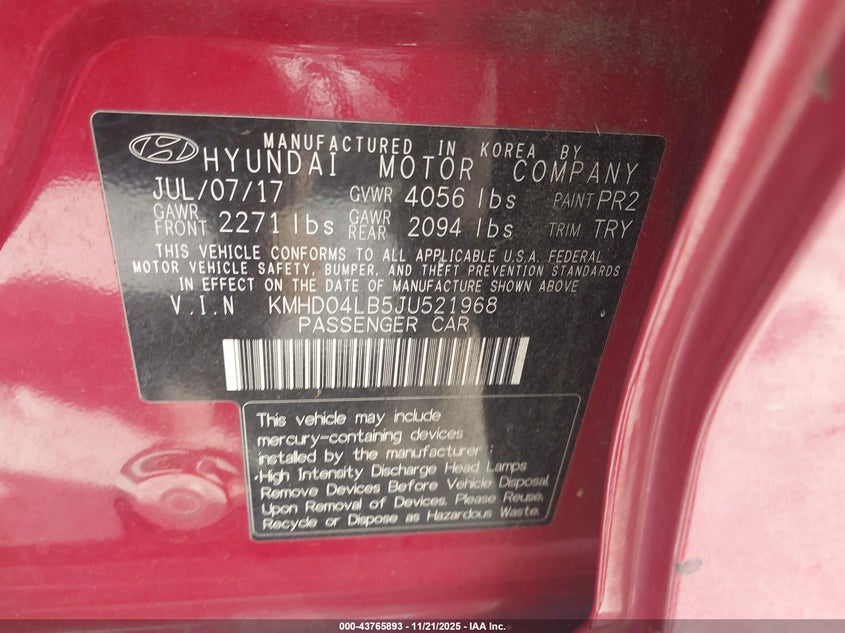 MANUFACTURED IN KOREA BY
HYUNDAI MOTOR COMPANY
JUL/07/17 GVWR 4056 lbs PAINT PR2
GAWR FRONT 2271 lbs GAWR REAR 2094 lbs TRIM TRY
THIS VEHICLE CONFORMS TO ALL APPLICABLE U.S.A. FEDERAL
MOTOR VEHICLE SAFETY, BUMPER, AND THEFT PREVENTION STANDARDS
IN EFFECT ON THE DATE OF MANUFACTURE SHOWN ABOVE
V.I.N KMHD04LB5JU521968
PASSENGER CAR
This vehicle may include
mercury-containing devices
installed by the manufacturer :
·High Intensity Discharge Head Lamps
Remove Devices Before Vehicle Disposal.
Upon Removal of Devices, Please Reuse,
Recycle or Dispose as Hazardous Waste.
000-43765893 - 11/21/2025 - IAA Inc.